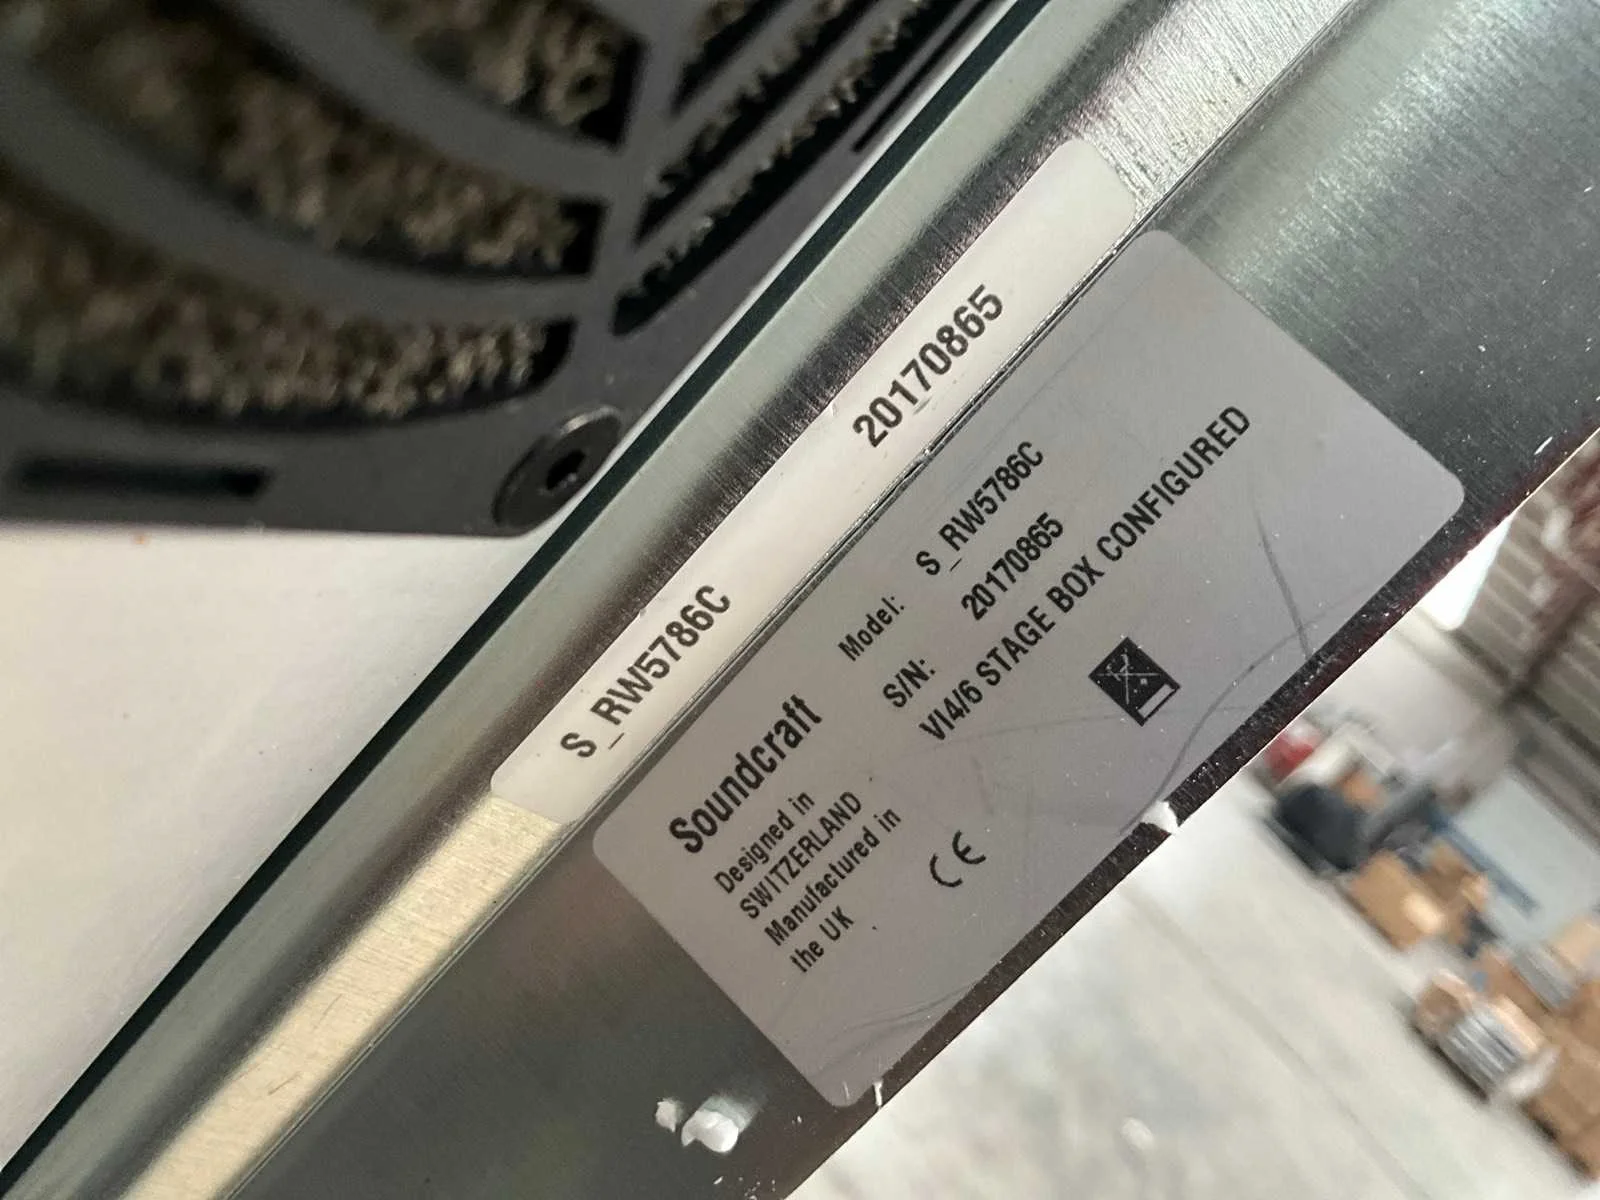 S_RW5786C 20170865
Soundcraft
Designed in
SWITZERLAND
Manufactured in
the UK
Model: S_RW5786C
S/N: 20170865
VI4/6 STAGE BOX CONFIGURED
CE